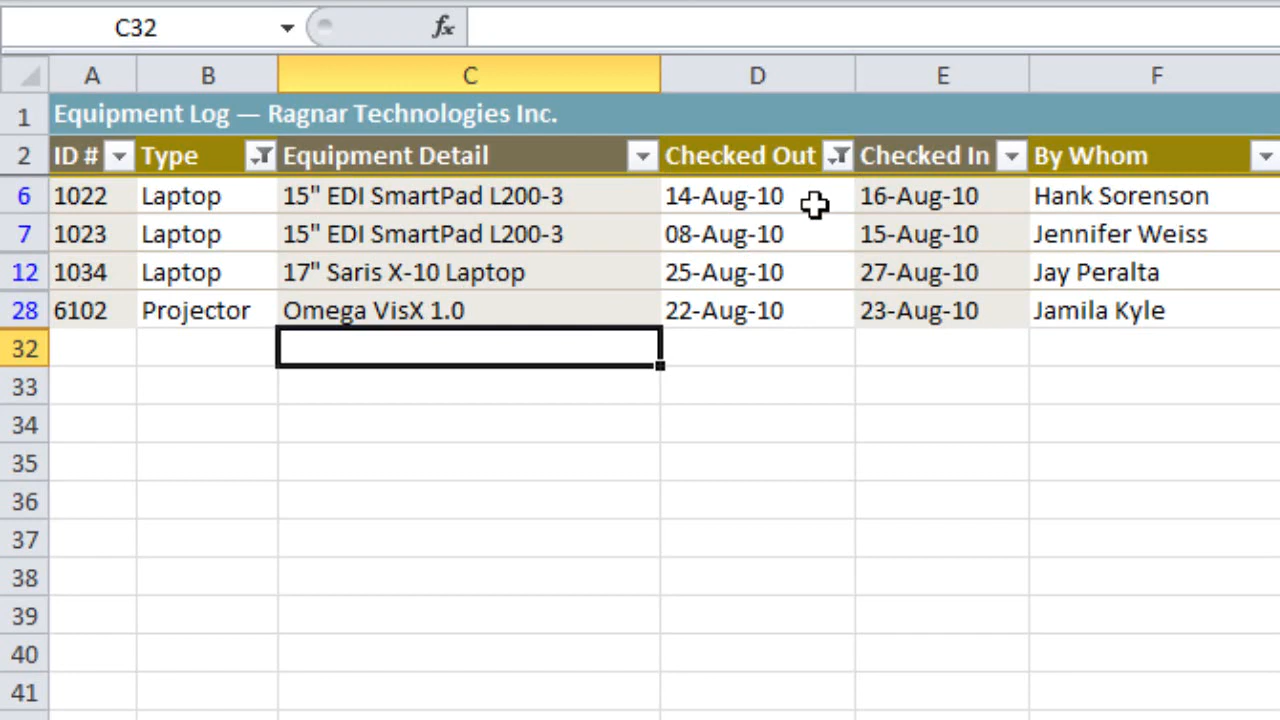 C32 fx
A B C D E F
1 Equipment Log — Ragnar Technologies Inc.
2 ID # Type Equipment Detail Checked Out Checked In By Whom
6 1022 Laptop 15" EDI SmartPad L200-3 14-Aug-10 16-Aug-10 Hank Sorenson
7 1023 Laptop 15" EDI SmartPad L200-3 08-Aug-10 15-Aug-10 Jennifer Weiss
12 1034 Laptop 17" Saris X-10 Laptop 25-Aug-10 27-Aug-10 Jay Peralta
28 6102 Projector Omega VisX 1.0 22-Aug-10 23-Aug-10 Jamila Kyle
32
33
34
35
36
37
38
39
40
41